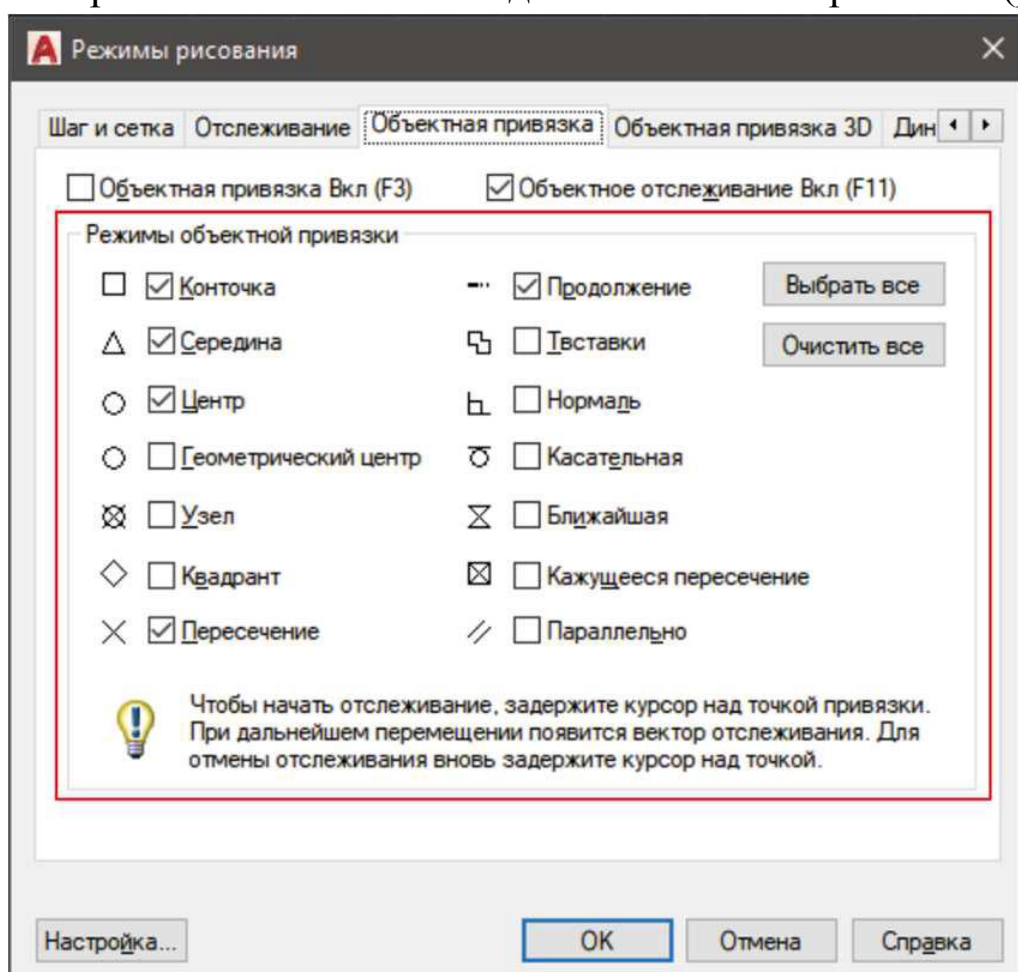 Режимы рисования
Шаг и сетка Отслеживание Объектная привязка Объектная привязка 3D Дин
Объектная привязка Вкл (F3) Объектное отслеживание Вкл (F11)
Режимы объектной привязки
Конточка Продолжение Выбрать все
Середина Твставки Очистить все
Центр Нормаль
Геометрический центр Касательная
Узел Ближайшая
Квадрант Кажущееся пересечение
Пересечение Параллельно
Чтобы начать отслеживание, задержите курсор над точкой привязки.
При дальнейшем перемещении появится вектор отслеживания. Для
отмены отслеживания вновь задержите курсор над точкой.
Настройка... OK Отмена Справка